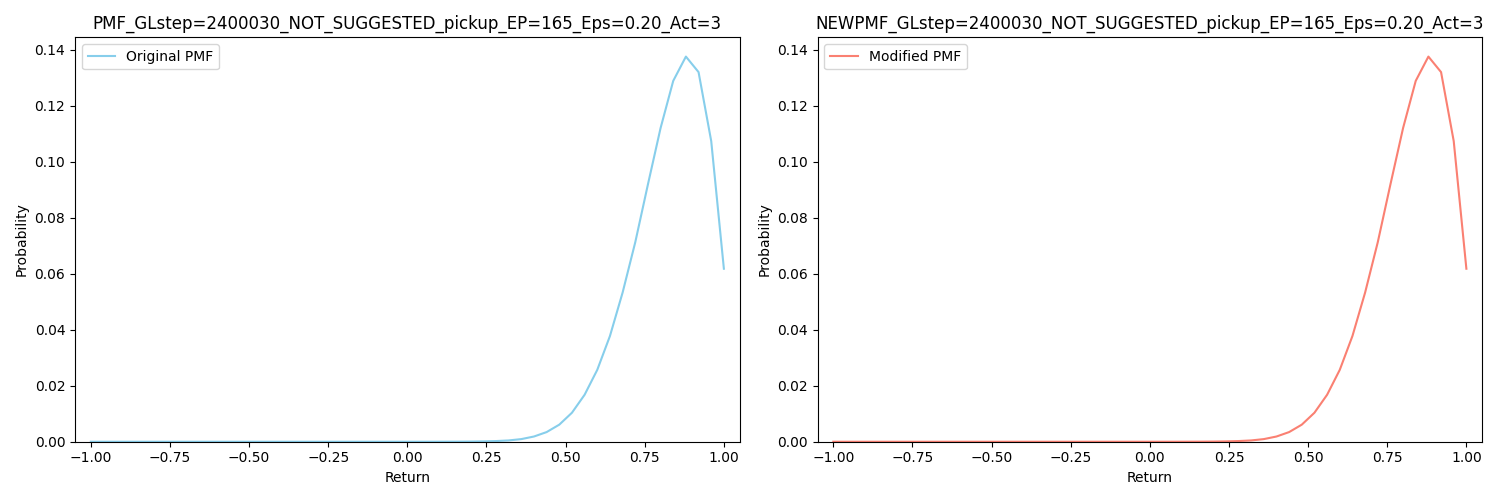 PMF_GLstep=2400030_NOT_SUGGESTED_pickup_EP=165_Eps=0.20_Act=3
Original PMF
Probability
0.14
0.12
0.10
0.08
0.06
0.04
0.02
0.00
−1.00 −0.75 −0.50 −0.25 0.00 0.25 0.50 0.75 1.00
Return
NEWPMF_GLstep=2400030_NOT_SUGGESTED_pickup_EP=165_Eps=0.20_Act=3
Modified PMF
Probability
0.14
0.12
0.10
0.08
0.06
0.04
0.02
0.00
−1.00 −0.75 −0.50 −0.25 0.00 0.25 0.50 0.75 1.00
Return